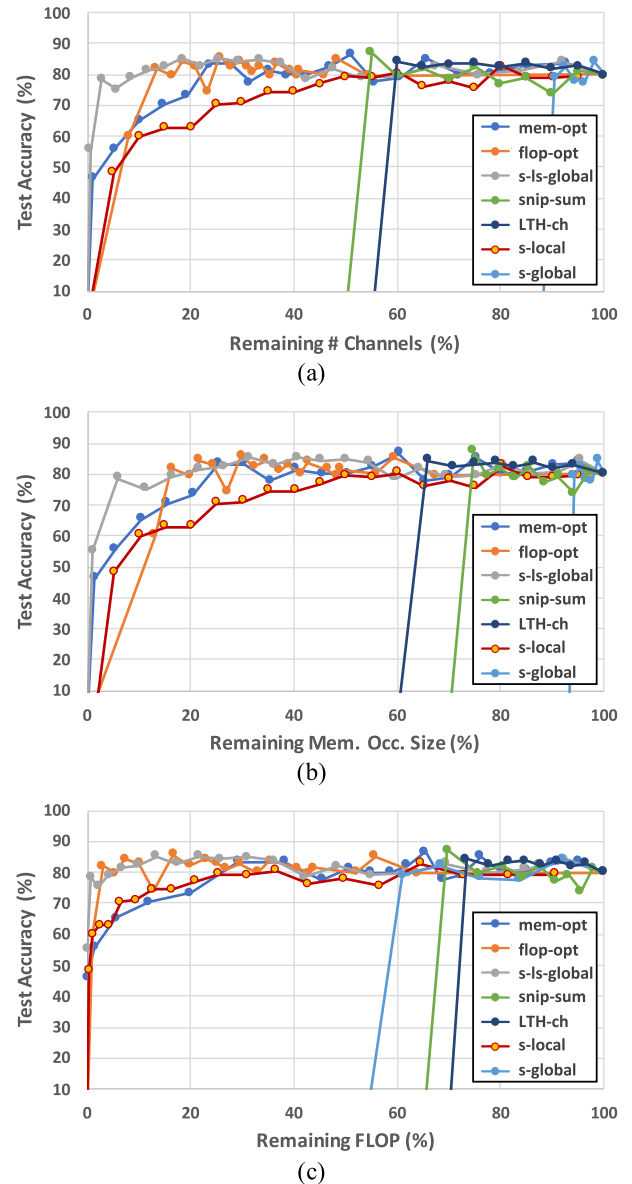 100
90
80
70
60
50
40
30
20
10
Test Accuracy (%)
mem-opt
flop-opt
s-ls-global
snip-sum
LTH-ch
s-local
s-global
0 20 40 60 80 100
Remaining # Channels (%)
(a)
100
90
80
70
60
50
40
30
20
10
Test Accuracy (%)
mem-opt
flop-opt
s-ls-global
snip-sum
LTH-ch
s-local
s-global
0 20 40 60 80 100
Remaining Mem. Occ. Size (%)
(b)
100
90
80
70
60
50
40
30
20
10
Test Accuracy (%)
mem-opt
flop-opt
s-ls-global
snip-sum
LTH-ch
s-local
s-global
0 20 40 60 80 100
Remaining FLOP (%)
(c)